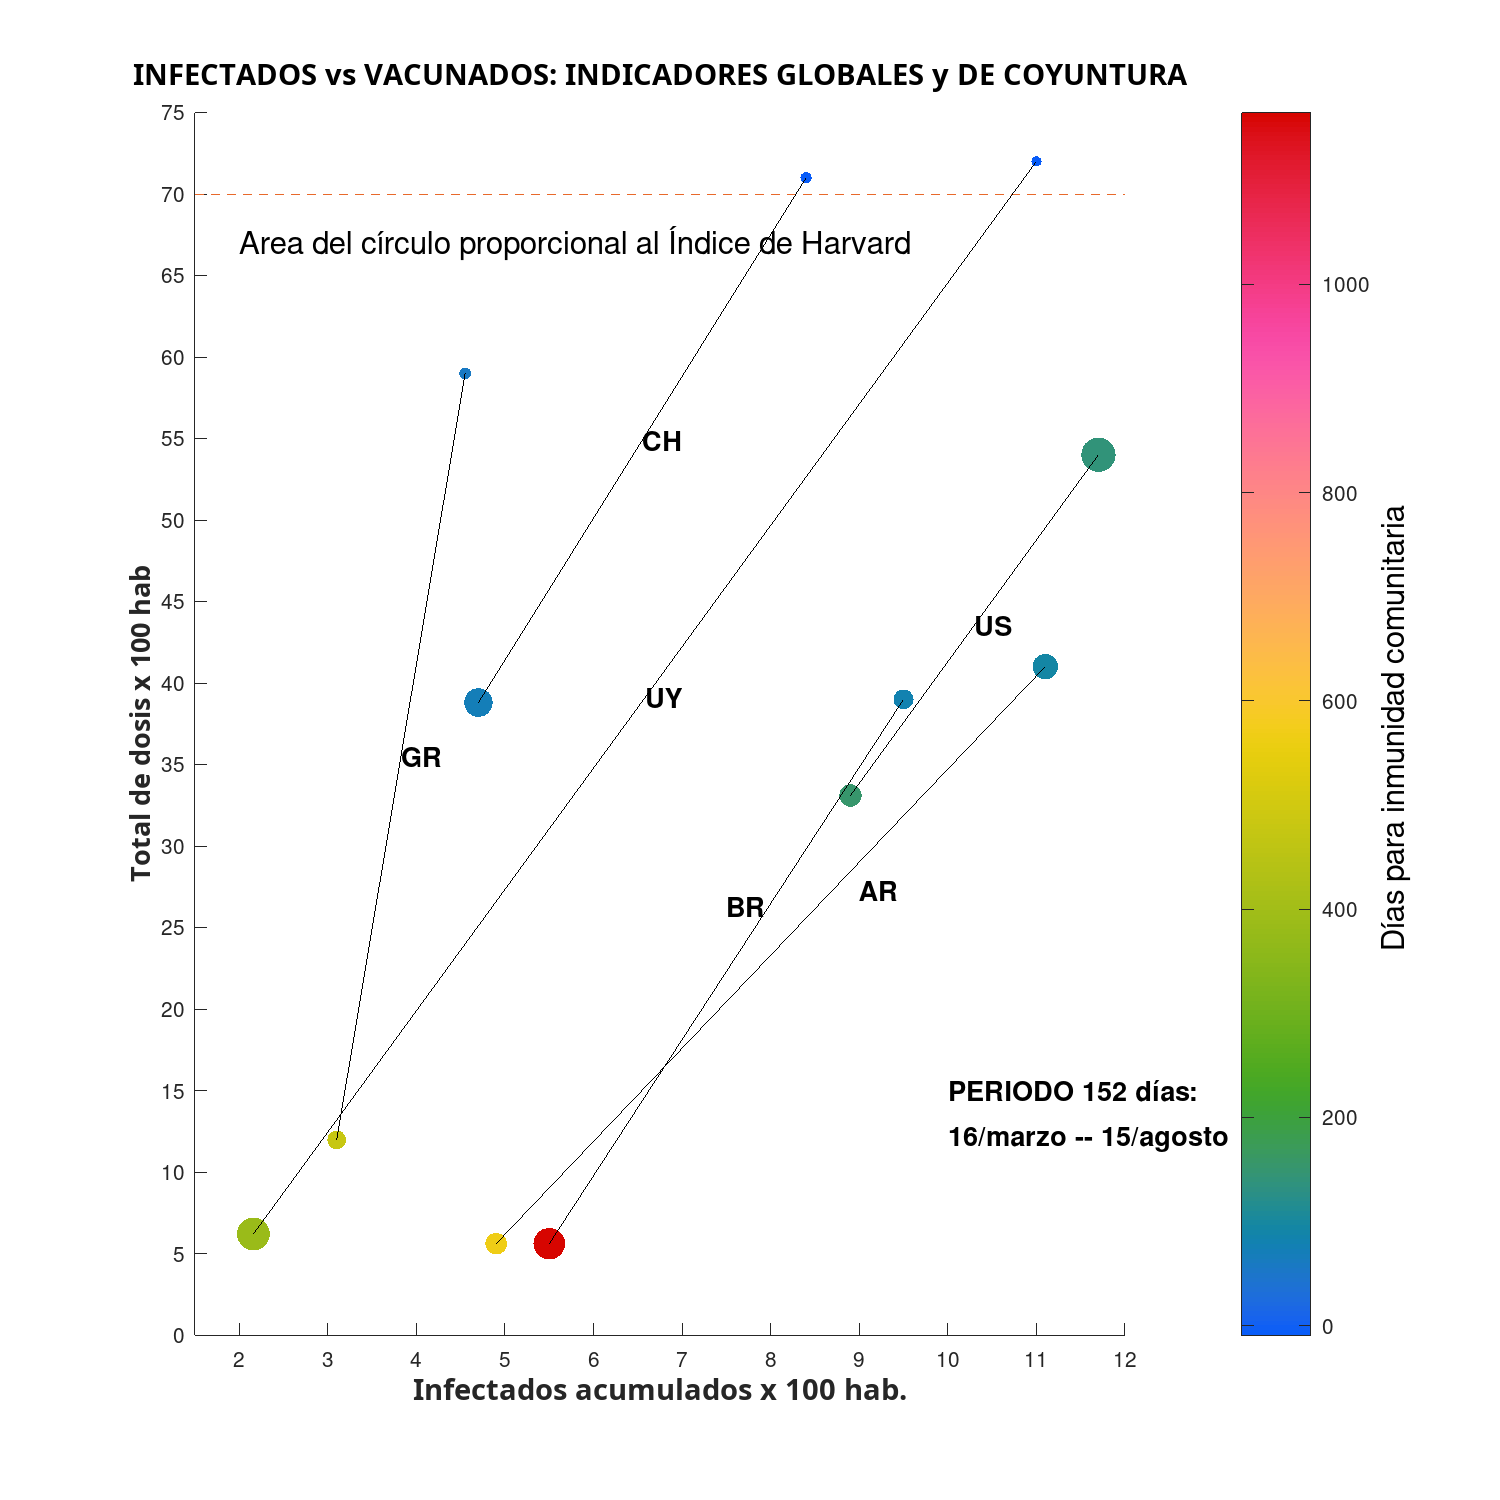 INFECTADOS vs VACUNADOS: INDICADORES GLOBALES y DE COYUNTURA
75
70
65
60
55
50
45
40
35
30
25
20
15
10
5
0
Total de dosis x 100 hab
Area del círculo proporcional al Índice de Harvard
CH
UY
GR
US
BR
AR
PERIODO 152 días:
16/marzo -- 15/agosto
2 3 4 5 6 7 8 9 10 11 12
Infectados acumulados x 100 hab.
1000
800
600
400
200
0
Días para inmunidad comunitaria